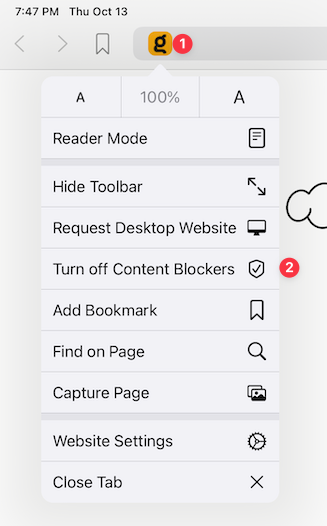 7:47 PM Thu Oct 13
g 1
A 100% A
Reader Mode
Hide Toolbar
Request Desktop Website
Turn off Content Blockers 2
Add Bookmark
Find on Page
Capture Page
Website Settings
Close Tab